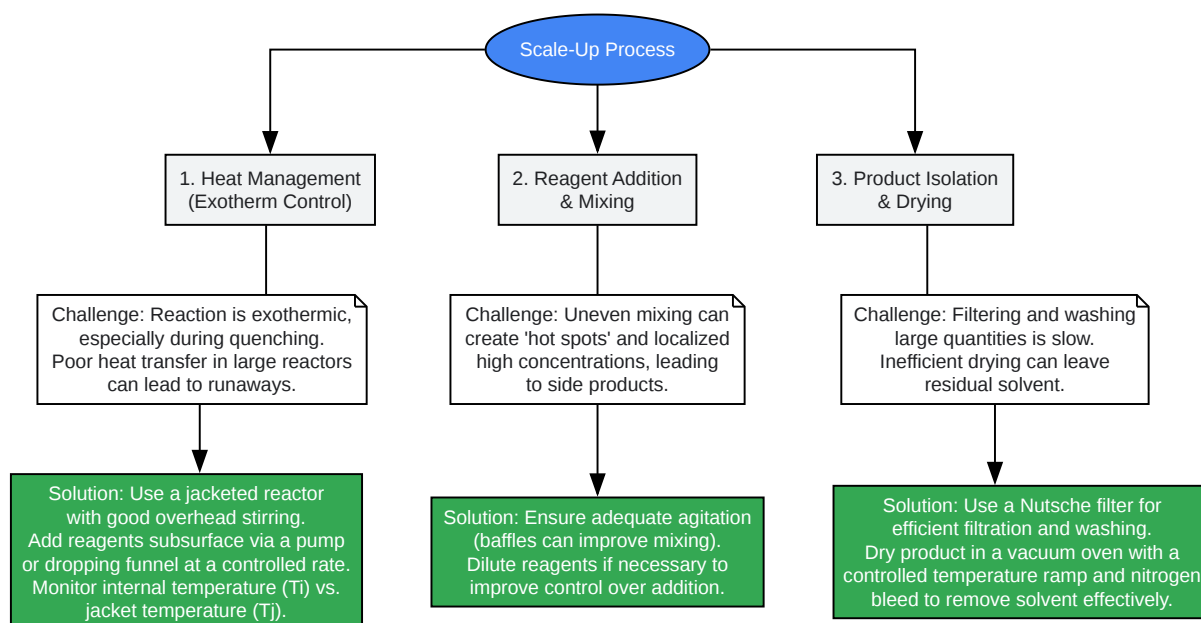 Scale-Up Process
1. Heat Management
(Exotherm Control)
2. Reagent Addition
& Mixing
3. Product Isolation
& Drying
Challenge: Reaction is exothermic,
especially during quenching.
Poor heat transfer in large reactors
can lead to runaways.
Challenge: Uneven mixing can
create 'hot spots' and localized
high concentrations, leading
to side products.
Challenge: Filtering and washing
large quantities is slow.
Inefficient drying can leave
residual solvent.
Solution: Use a jacketed reactor
with good overhead stirring.
Add reagents subsurface via a pump
or dropping funnel at a controlled rate.
Monitor internal temperature (Ti) vs.
jacket temperature (Tj).
Solution: Ensure adequate agitation
(baffles can improve mixing).
Dilute reagents if necessary to
improve control over addition.
Solution: Use a Nutsche filter for
efficient filtration and washing.
Dry product in a vacuum oven with a
controlled temperature ramp and nitrogen
bleed to remove solvent effectively.